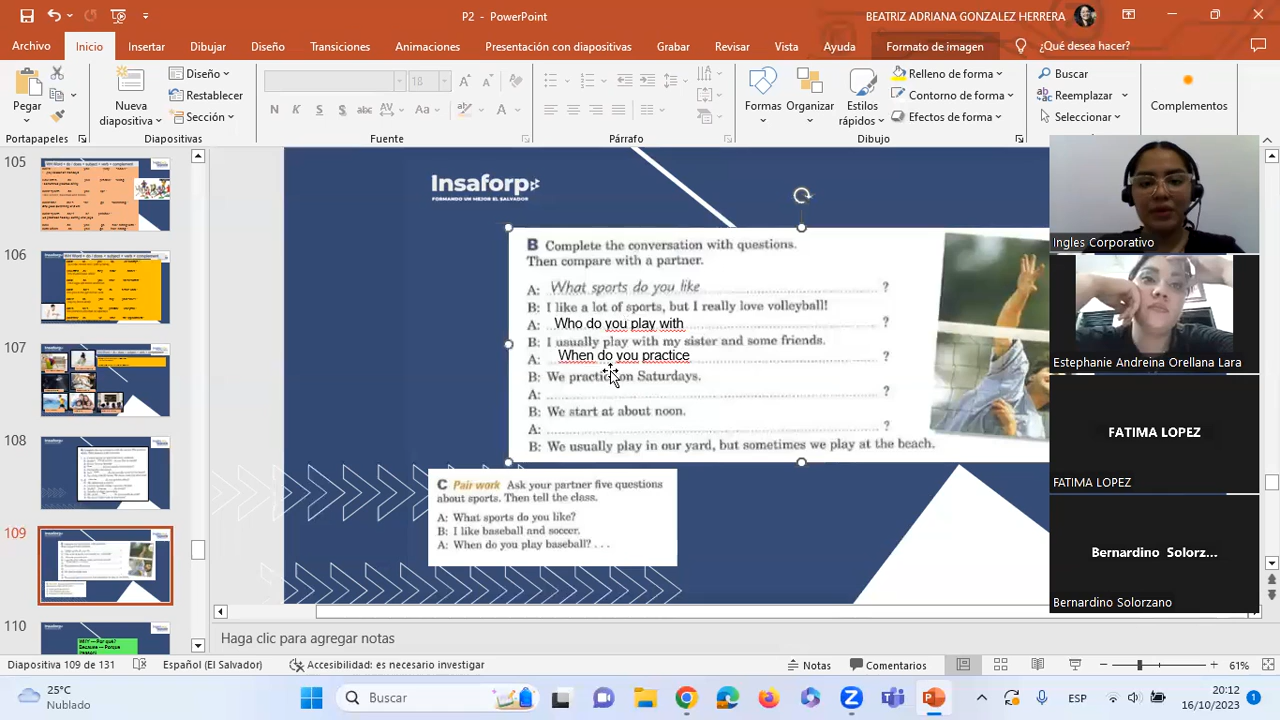 P2 - PowerPoint
BEATRIZ ADRIANA GONZALEZ HERRERA
Archivo Inicio Insertar Dibujar Diseño Transiciones Animaciones Presentación con diapositivas Grabar Revisar Vista Ayuda Formato de imagen ¿Qué desea hacer?
Pegar
Portapapeles
Nueva diapositiva
Diseño
Restablecer
Sección
Diapositivas
18
N K S S abc AV Aa A
Fuente
Párrafo
Formas
Organizar
Estilos rápidos
Relleno de forma
Contorno de forma
Efectos de forma
Dibujo
Buscar
Reemplazar
Seleccionar
Complementos
105
106
107
108
109
110
Insaforp
FORMANDO UN MEJOR EL SALVADOR
B Complete the conversation with questions.
Then compare with a partner.
What sports do you like ?
I like a lot of sports, but I really love volleyball!
A: Who do you play with ?
B: I usually play with my sister and some friends.
A: When do you practice ?
B: We practice on Saturdays.
A: ?
B: We start at about noon.
A: ?
B: We usually play in our yard, but sometimes we play at the beach.
C Pair work Ask your partner five questions
about sports. Then tell the class.
A: What sports do you like?
B: I like baseball and soccer.
A: When do you play baseball? . . .
Ingles Corporativo
Estephanie Andreina Orellana Lara
FATIMA LOPEZ
FATIMA LOPEZ
Bernardino Solorz...
Bernardino Solorzano
Haga clic para agregar notas
Diapositiva 109 de 131
Español (El Salvador)
Accesibilidad: es necesario investigar
Notas
Comentarios
61%
25°C
Nublado
Buscar
ESP
20:12
16/10/2023
1